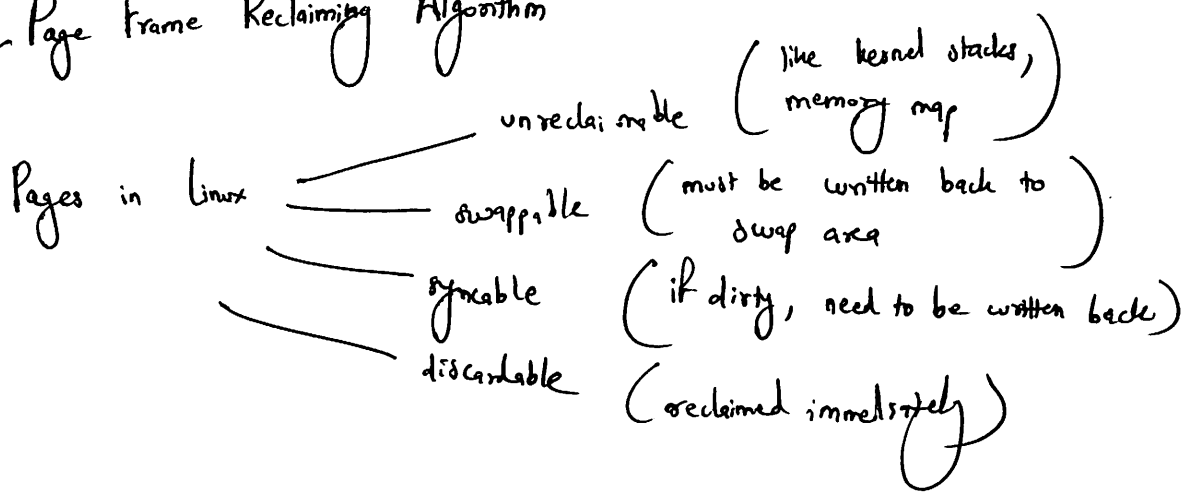 - Page Frame Reclaiming Algorithm
Pages in Linux
unreclaimable (like kernel stacks,
memory map)
swappable (must be written back to
swap area)
syncable (if dirty, need to be written back)
discardable (reclaimed immediately)